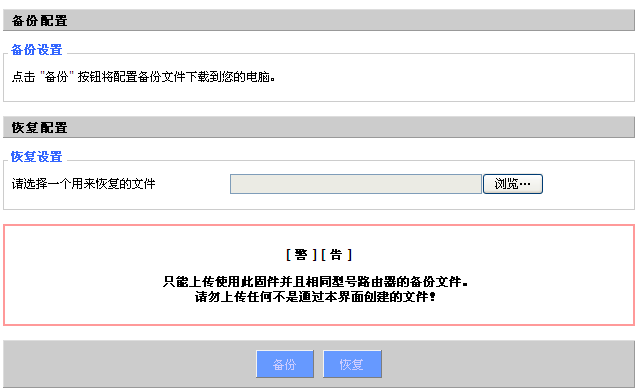 备份配置
备份设置
点击 "备份" 按钮将配置备份文件下载到您的电脑。
恢复配置
恢复设置
请选择一个用来恢复的文件
浏览…
[ 警 ] [ 告 ]
只能上传使用此固件并且相同型号路由器的备份文件。
请勿上传任何不是通过本界面创建的文件!
备份 恢复